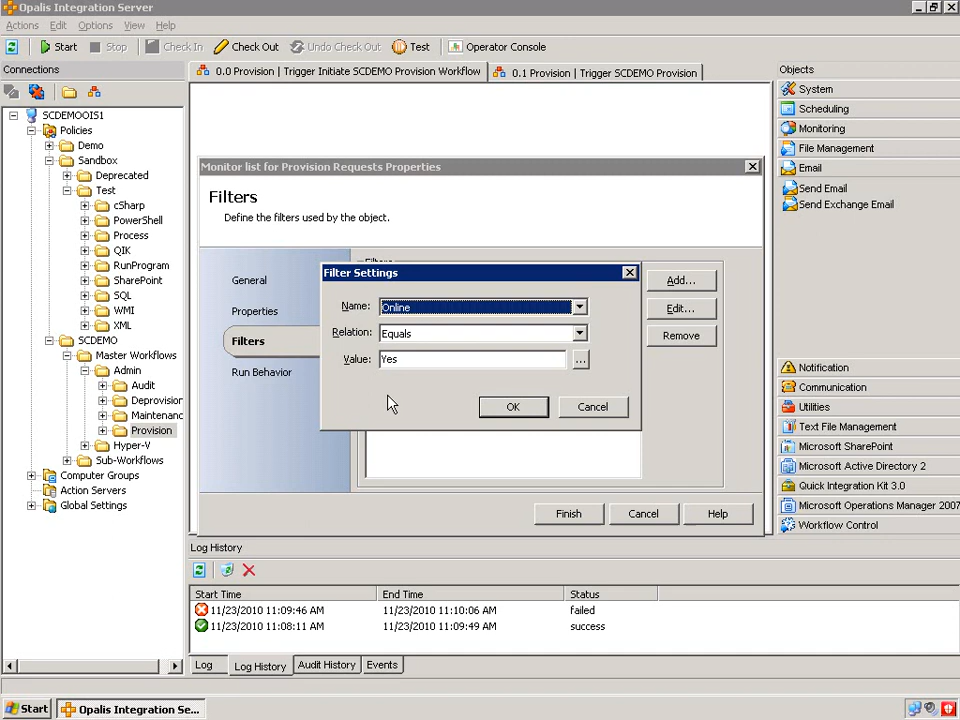 Opalis Integration Server
Actions Edit Options View Help
Start Stop Check In Check Out Undo Check Out Test Operator Console
Connections
SCDEMOOIS1
Policies
Demo
Sandbox
Deprecated
Test
cSharp
PowerShell
Process
QIK
RunProgram
SharePoint
SQL
WMI
XML
SCDEMO
Master Workflows
Admin
Audit
Deprovision
Maintenanc
Provision
Hyper-V
Sub-Workflows
Computer Groups
Action Servers
Global Settings
0.0 Provision | Trigger Initiate SCDEMO Provision Workflow
0.1 Provision | Trigger SCDEMO Provision
Monitor list for Provision Requests Properties
Filters
Define the filters used by the object.
General
Properties
Filters
Run Behavior
Filters
Add...
Edit...
Remove
Filter Settings
Name: Online
Relation: Equals
Value: Yes
...
OK Cancel
Finish Cancel Help
Log History
Start Time End Time Status
11/23/2010 11:09:46 AM 11/23/2010 11:10:06 AM failed
11/23/2010 11:08:11 AM 11/23/2010 11:09:49 AM success
Log Log History Audit History Events
Objects
System
Scheduling
Monitoring
File Management
Email
Send Email
Send Exchange Email
Notification
Communication
Utilities
Text File Management
Microsoft SharePoint
Microsoft Active Directory 2
Quick Integration Kit 3.0
Microsoft Operations Manager 2007
Workflow Control
Start Opalis Integration Se...